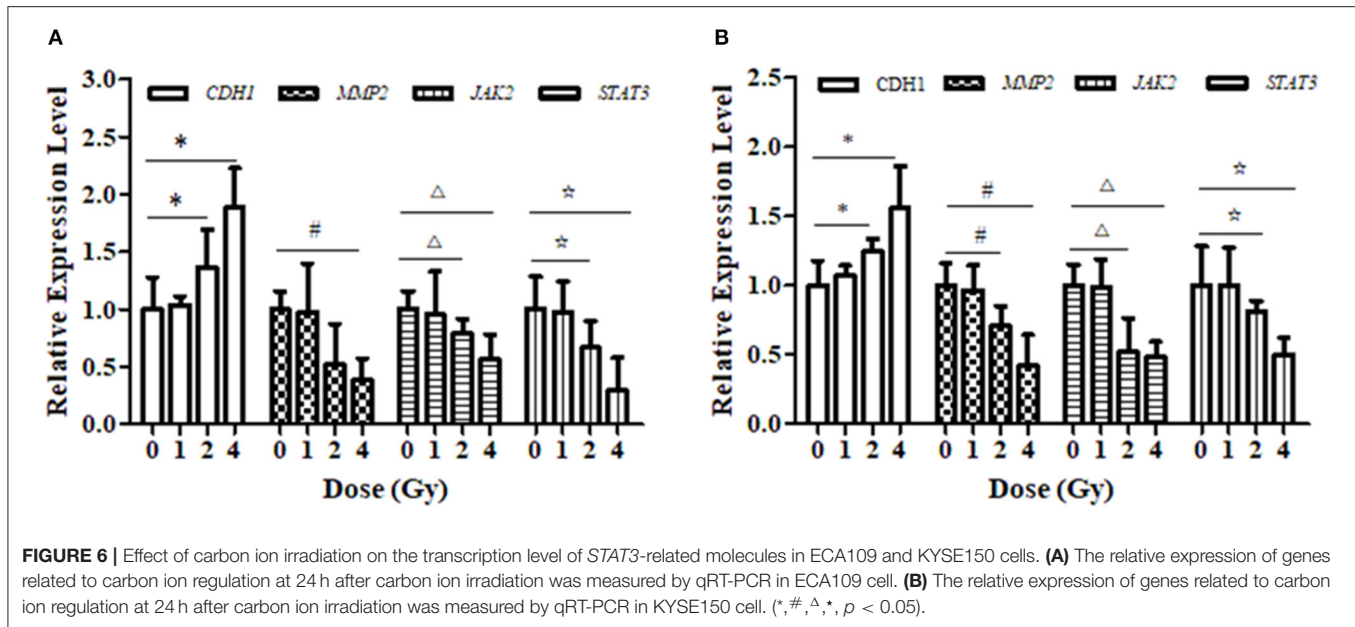 A
3.0
CDH1 MMP2 JAK2 STAT3
2.5
2.0
1.5
1.0
0.5
0.0
Relative Expression Level
* * # △ △ ☆ ☆
0 1 2 4 0 1 2 4 0 1 2 4 0 1 2 4
Dose (Gy)
B
2.5
CDH1 MMP2 JAK2 STAT3
2.0
1.5
1.0
0.5
0.0
Relative Expression Level
* * # # △ △ ☆ ☆
0 1 2 4 0 1 2 4 0 1 2 4 0 1 2 4
Dose (Gy)
FIGURE 6 | Effect of carbon ion irradiation on the transcription level of STAT3-related molecules in ECA109 and KYSE150 cells. (A) The relative expression of genes
related to carbon ion regulation at 24 h after carbon ion irradiation was measured by qRT-PCR in ECA109 cell. (B) The relative expression of genes related to carbon
ion regulation at 24 h after carbon ion irradiation was measured by qRT-PCR in KYSE150 cell. (*,#,Δ,⋆, p < 0.05).